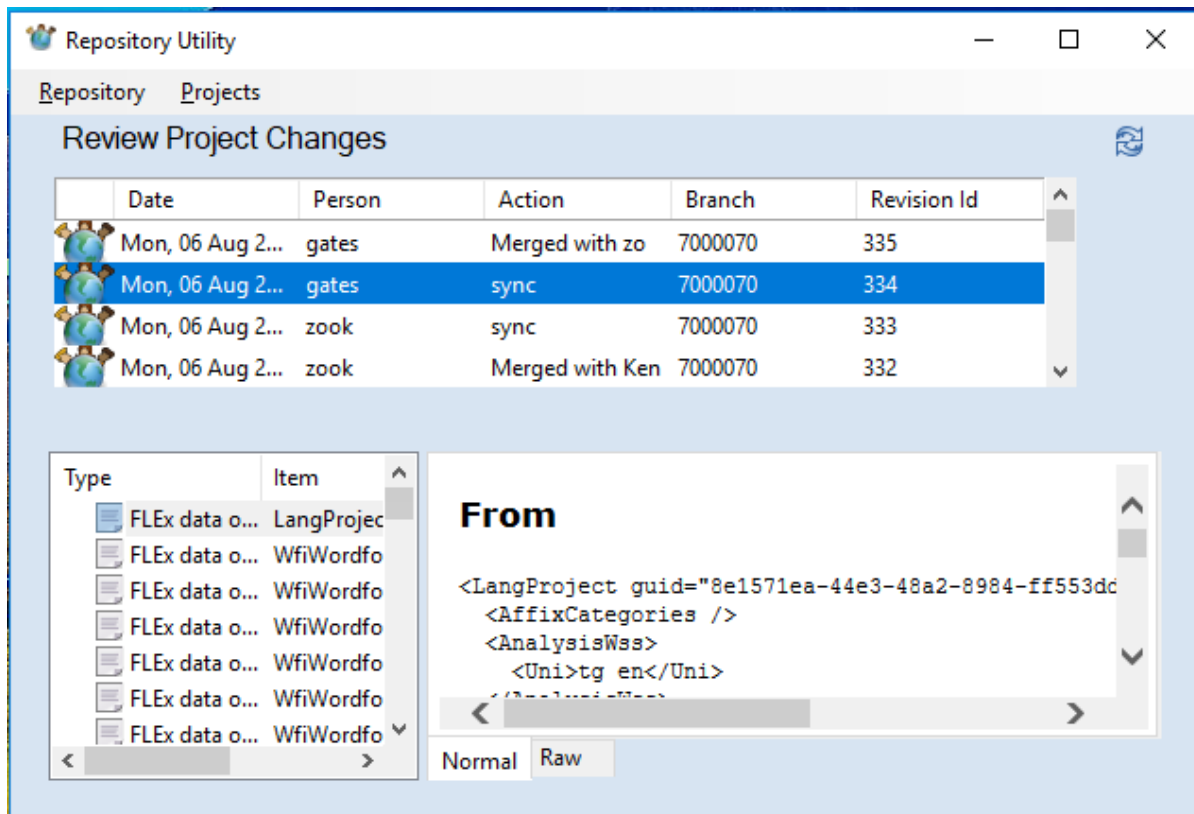 Repository Utility
Repository Projects
Review Project Changes
Date Person Action Branch Revision Id
Mon, 06 Aug 2... gates Merged with zo 7000070 335
Mon, 06 Aug 2... gates sync 7000070 334
Mon, 06 Aug 2... zook sync 7000070 333
Mon, 06 Aug 2... zook Merged with Ken 7000070 332
Type Item
FLEx data o... LangProjec
FLEx data o... WfiWordfo
FLEx data o... WfiWordfo
FLEx data o... WfiWordfo
FLEx data o... WfiWordfo
FLEx data o... WfiWordfo
FLEx data o... WfiWordfo
From
<LangProject guid="8e1571ea-44e3-48a2-8984-ff553dd
<AffixCategories />
<AnalysisWss>
<Uni>tg en</Uni>
</AnalysisWss>
Normal Raw